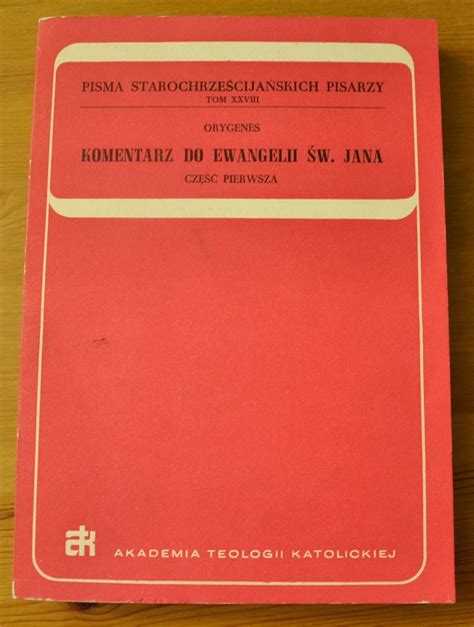 PISMA STAROCHRZEŚCIJAŃSKICH PISARZY
TOM XXVIII
ORYGENES
KOMENTARZ DO EWANGELII ŚW. JANA
CZĘŚĆ PIERWSZA
atk AKADEMIA TEOLOGII KATOLICKIEJ